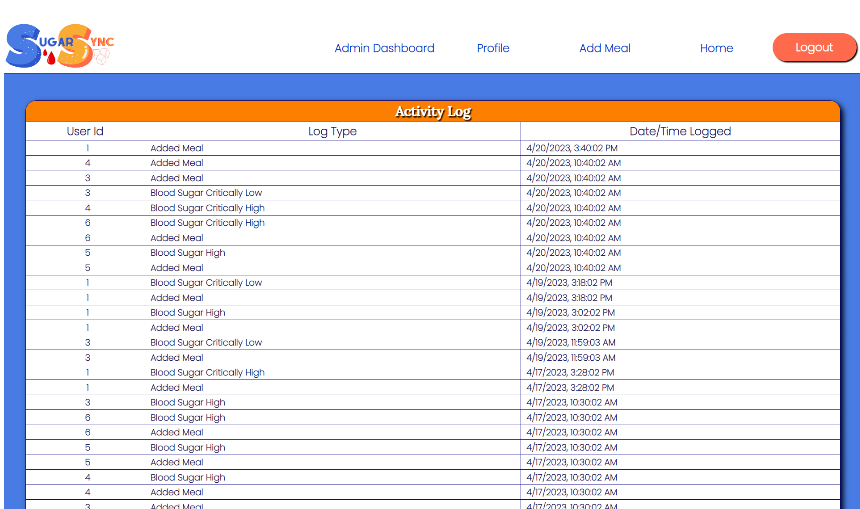 SUGAR SYNC
Admin Dashboard Profile Add Meal Home Logout
Activity Log
User Id Log Type Date/Time Logged
1 Added Meal 4/20/2023, 3:40:02 PM
4 Added Meal 4/20/2023, 10:40:02 AM
3 Added Meal 4/20/2023, 10:40:02 AM
3 Blood Sugar Critically Low 4/20/2023, 10:40:02 AM
4 Blood Sugar Critically High 4/20/2023, 10:40:02 AM
6 Blood Sugar Critically High 4/20/2023, 10:40:02 AM
6 Added Meal 4/20/2023, 10:40:02 AM
5 Blood Sugar High 4/20/2023, 10:40:02 AM
5 Added Meal 4/20/2023, 10:40:02 AM
1 Blood Sugar Critically Low 4/19/2023, 3:18:02 PM
1 Added Meal 4/19/2023, 3:18:02 PM
1 Blood Sugar High 4/19/2023, 3:02:02 PM
1 Added Meal 4/19/2023, 3:02:02 PM
3 Blood Sugar Critically Low 4/19/2023, 11:59:03 AM
3 Added Meal 4/19/2023, 11:59:03 AM
1 Blood Sugar Critically High 4/17/2023, 3:28:02 PM
1 Added Meal 4/17/2023, 3:28:02 PM
3 Blood Sugar High 4/17/2023, 10:30:02 AM
6 Blood Sugar High 4/17/2023, 10:30:02 AM
6 Added Meal 4/17/2023, 10:30:02 AM
5 Blood Sugar High 4/17/2023, 10:30:02 AM
5 Added Meal 4/17/2023, 10:30:02 AM
4 Blood Sugar High 4/17/2023, 10:30:02 AM
4 Added Meal 4/17/2023, 10:30:02 AM
3 Added Meal 4/17/2023, 10:30:02 AM